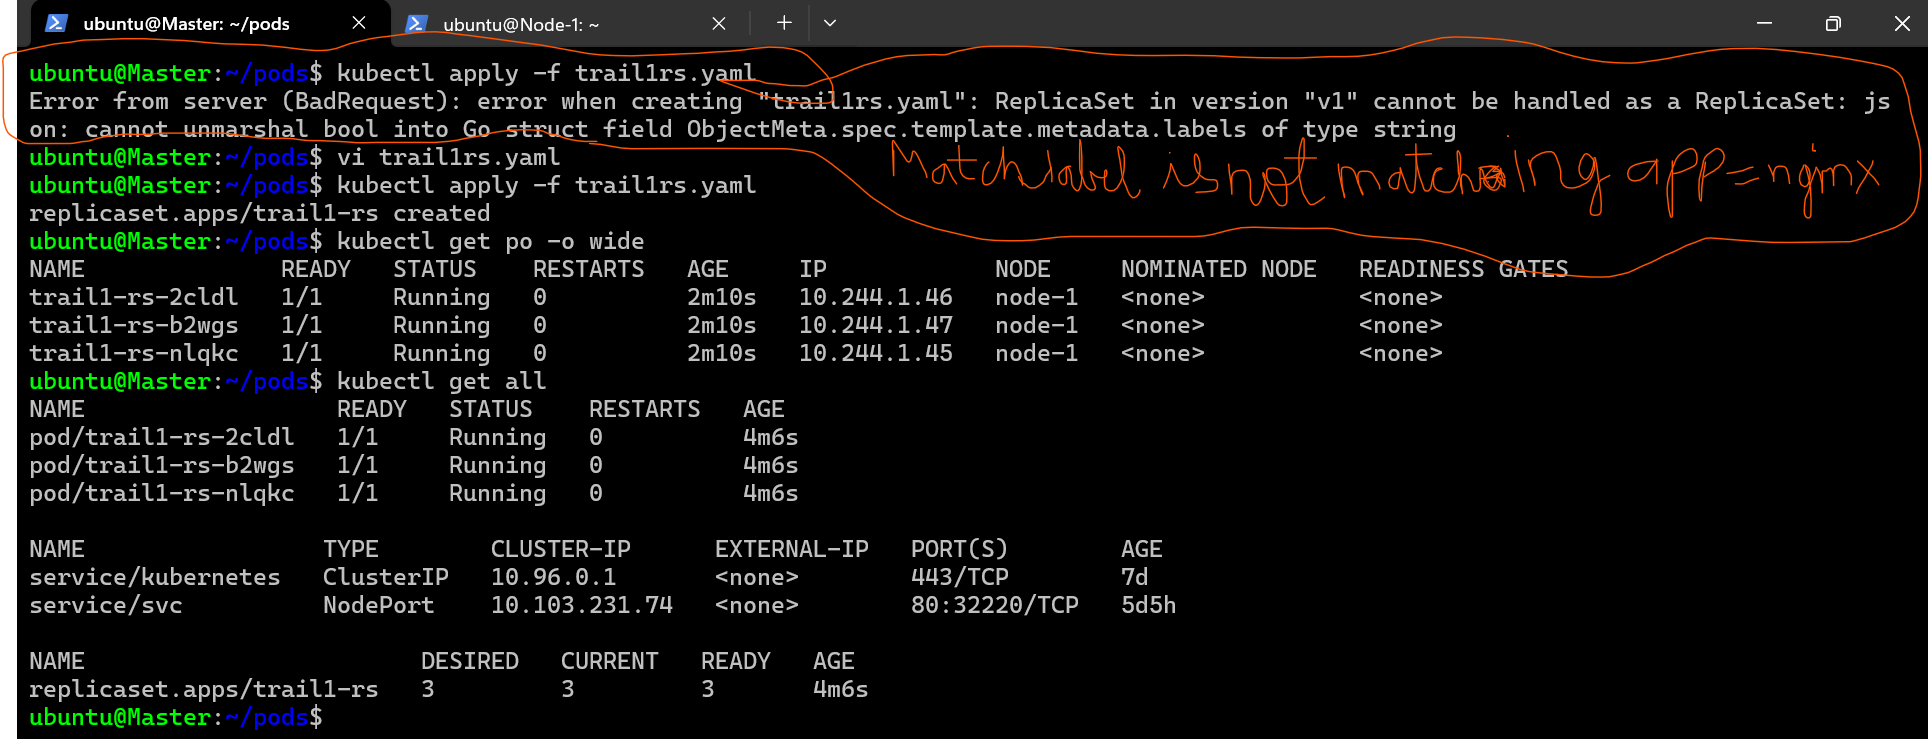 ubuntu@Master: ~/pods
ubuntu@Node-1: ~
ubuntu@Master:~/pods$ kubectl apply -f trail1rs.yaml
Error from server (BadRequest): error when creating "trail1rs.yaml": ReplicaSet in version "v1" cannot be handled as a ReplicaSet: js
on: cannot unmarshal bool into Go struct field ObjectMeta.spec.template.metadata.labels of type string
ubuntu@Master:~/pods$ vi trail1rs.yaml
Matchlabel is not matching app=nginx
ubuntu@Master:~/pods$ kubectl apply -f trail1rs.yaml
replicaset.apps/trail1-rs created
ubuntu@Master:~/pods$ kubectl get po -o wide
NAME READY STATUS RESTARTS AGE IP NODE NOMINATED NODE READINESS GATES
trail1-rs-2cldl 1/1 Running 0 2m10s 10.244.1.46 node-1 <none> <none>
trail1-rs-b2wgs 1/1 Running 0 2m10s 10.244.1.47 node-1 <none> <none>
trail1-rs-nlqkc 1/1 Running 0 2m10s 10.244.1.45 node-1 <none> <none>
ubuntu@Master:~/pods$ kubectl get all
NAME READY STATUS RESTARTS AGE
pod/trail1-rs-2cldl 1/1 Running 0 4m6s
pod/trail1-rs-b2wgs 1/1 Running 0 4m6s
pod/trail1-rs-nlqkc 1/1 Running 0 4m6s
NAME TYPE CLUSTER-IP EXTERNAL-IP PORT(S) AGE
service/kubernetes ClusterIP 10.96.0.1 <none> 443/TCP 7d
service/svc NodePort 10.103.231.74 <none> 80:32220/TCP 5d5h
NAME DESIRED CURRENT READY AGE
replicaset.apps/trail1-rs 3 3 3 4m6s
ubuntu@Master:~/pods$